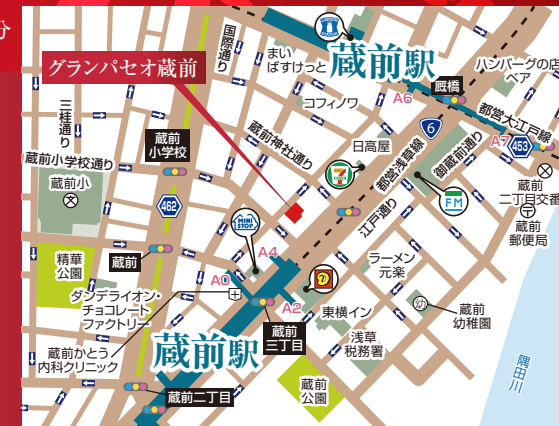 分
グランパセオ蔵前
国際通り
まい
ばすけっと
蔵前駅
ハンバーグの店
ベア
厩橋
A6
コフィノワ
都営大江戸線
A7
453
三桂通り
蔵前
小学校
蔵前小学校通り
蔵前神社通り
日高屋
都営浅草線
6
御蔵前通り
蔵前
二丁目交番
蔵前小
文
462
江戸通り
FM
蔵前
郵便局
MINI
STOP
A4
精華
公園
蔵前
A0
ラーメン
元楽
ダンデライオン・
チョコレート
ファクトリー
A2
東横イン
幼
蔵前
幼稚園
蔵前
三丁目
浅草
税務署
蔵前かとう
内科クリニック
蔵前駅
隅田川
蔵前
公園
蔵前二丁目